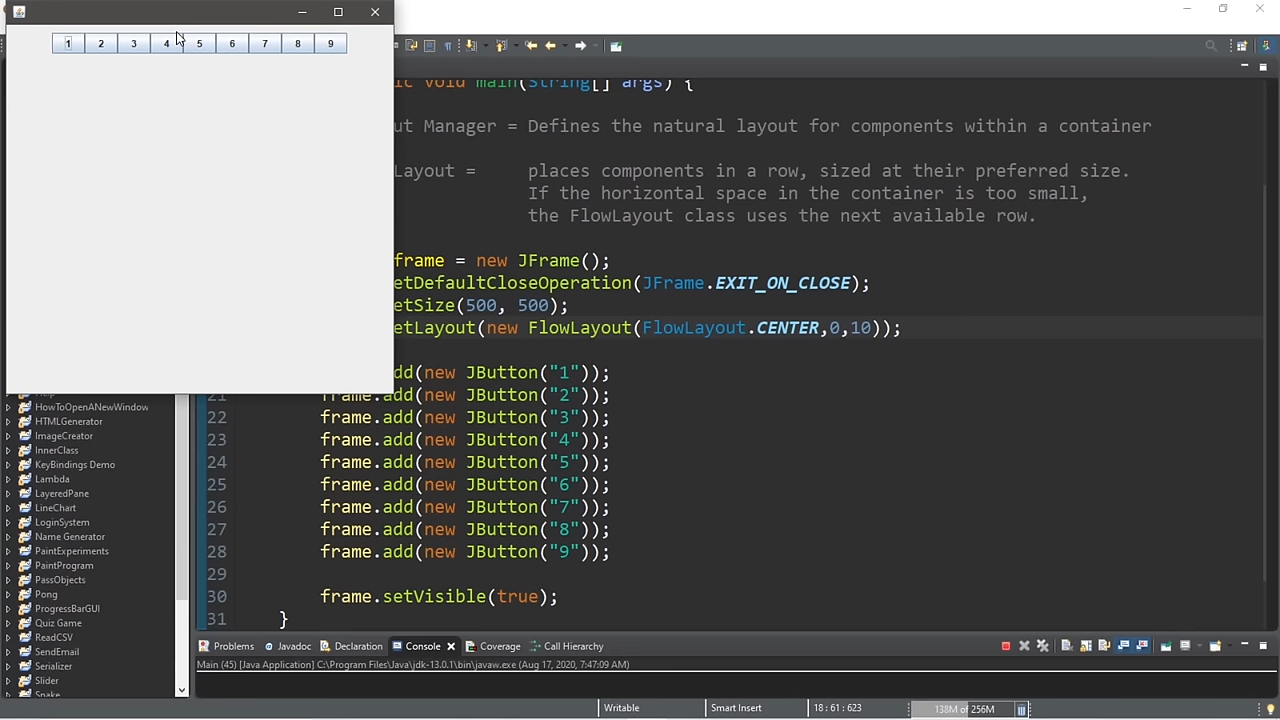 1 2 3 4 5 6 7 8 9
ic void main(String[] args) {
ut Manager = Defines the natural layout for components within a container
Layout = places components in a row, sized at their preferred size.
If the horizontal space in the container is too small,
the FlowLayout class uses the next available row.
frame = new JFrame();
etDefaultCloseOperation(JFrame.EXIT_ON_CLOSE);
etSize(500, 500);
etLayout(new FlowLayout(FlowLayout.CENTER,0,10));
dd(new JButton("1"));
21 frame.add(new JButton("2"));
22 frame.add(new JButton("3"));
23 frame.add(new JButton("4"));
24 frame.add(new JButton("5"));
25 frame.add(new JButton("6"));
26 frame.add(new JButton("7"));
27 frame.add(new JButton("8"));
28 frame.add(new JButton("9"));
29
30 frame.setVisible(true);
31 }
HowToOpenANewWindow
HTMLGenerator
ImageCreator
InnerClass
KeyBindings Demo
Lambda
LayeredPane
LineChart
LoginSystem
Name Generator
PaintExperiments
PaintProgram
PassObjects
Pong
ProgressBarGUI
Quiz Game
ReadCSV
SendEmail
Serializer
Slider
Snake
Problems Javadoc Declaration Console Coverage Call Hierarchy
Main (45) [Java Application] C:\Program Files\Java\jdk-13.0.1\bin\javaw.exe (Aug 17, 2020, 7:47:09 AM)
Writable Smart Insert 18 : 61 : 623 138M of 256M